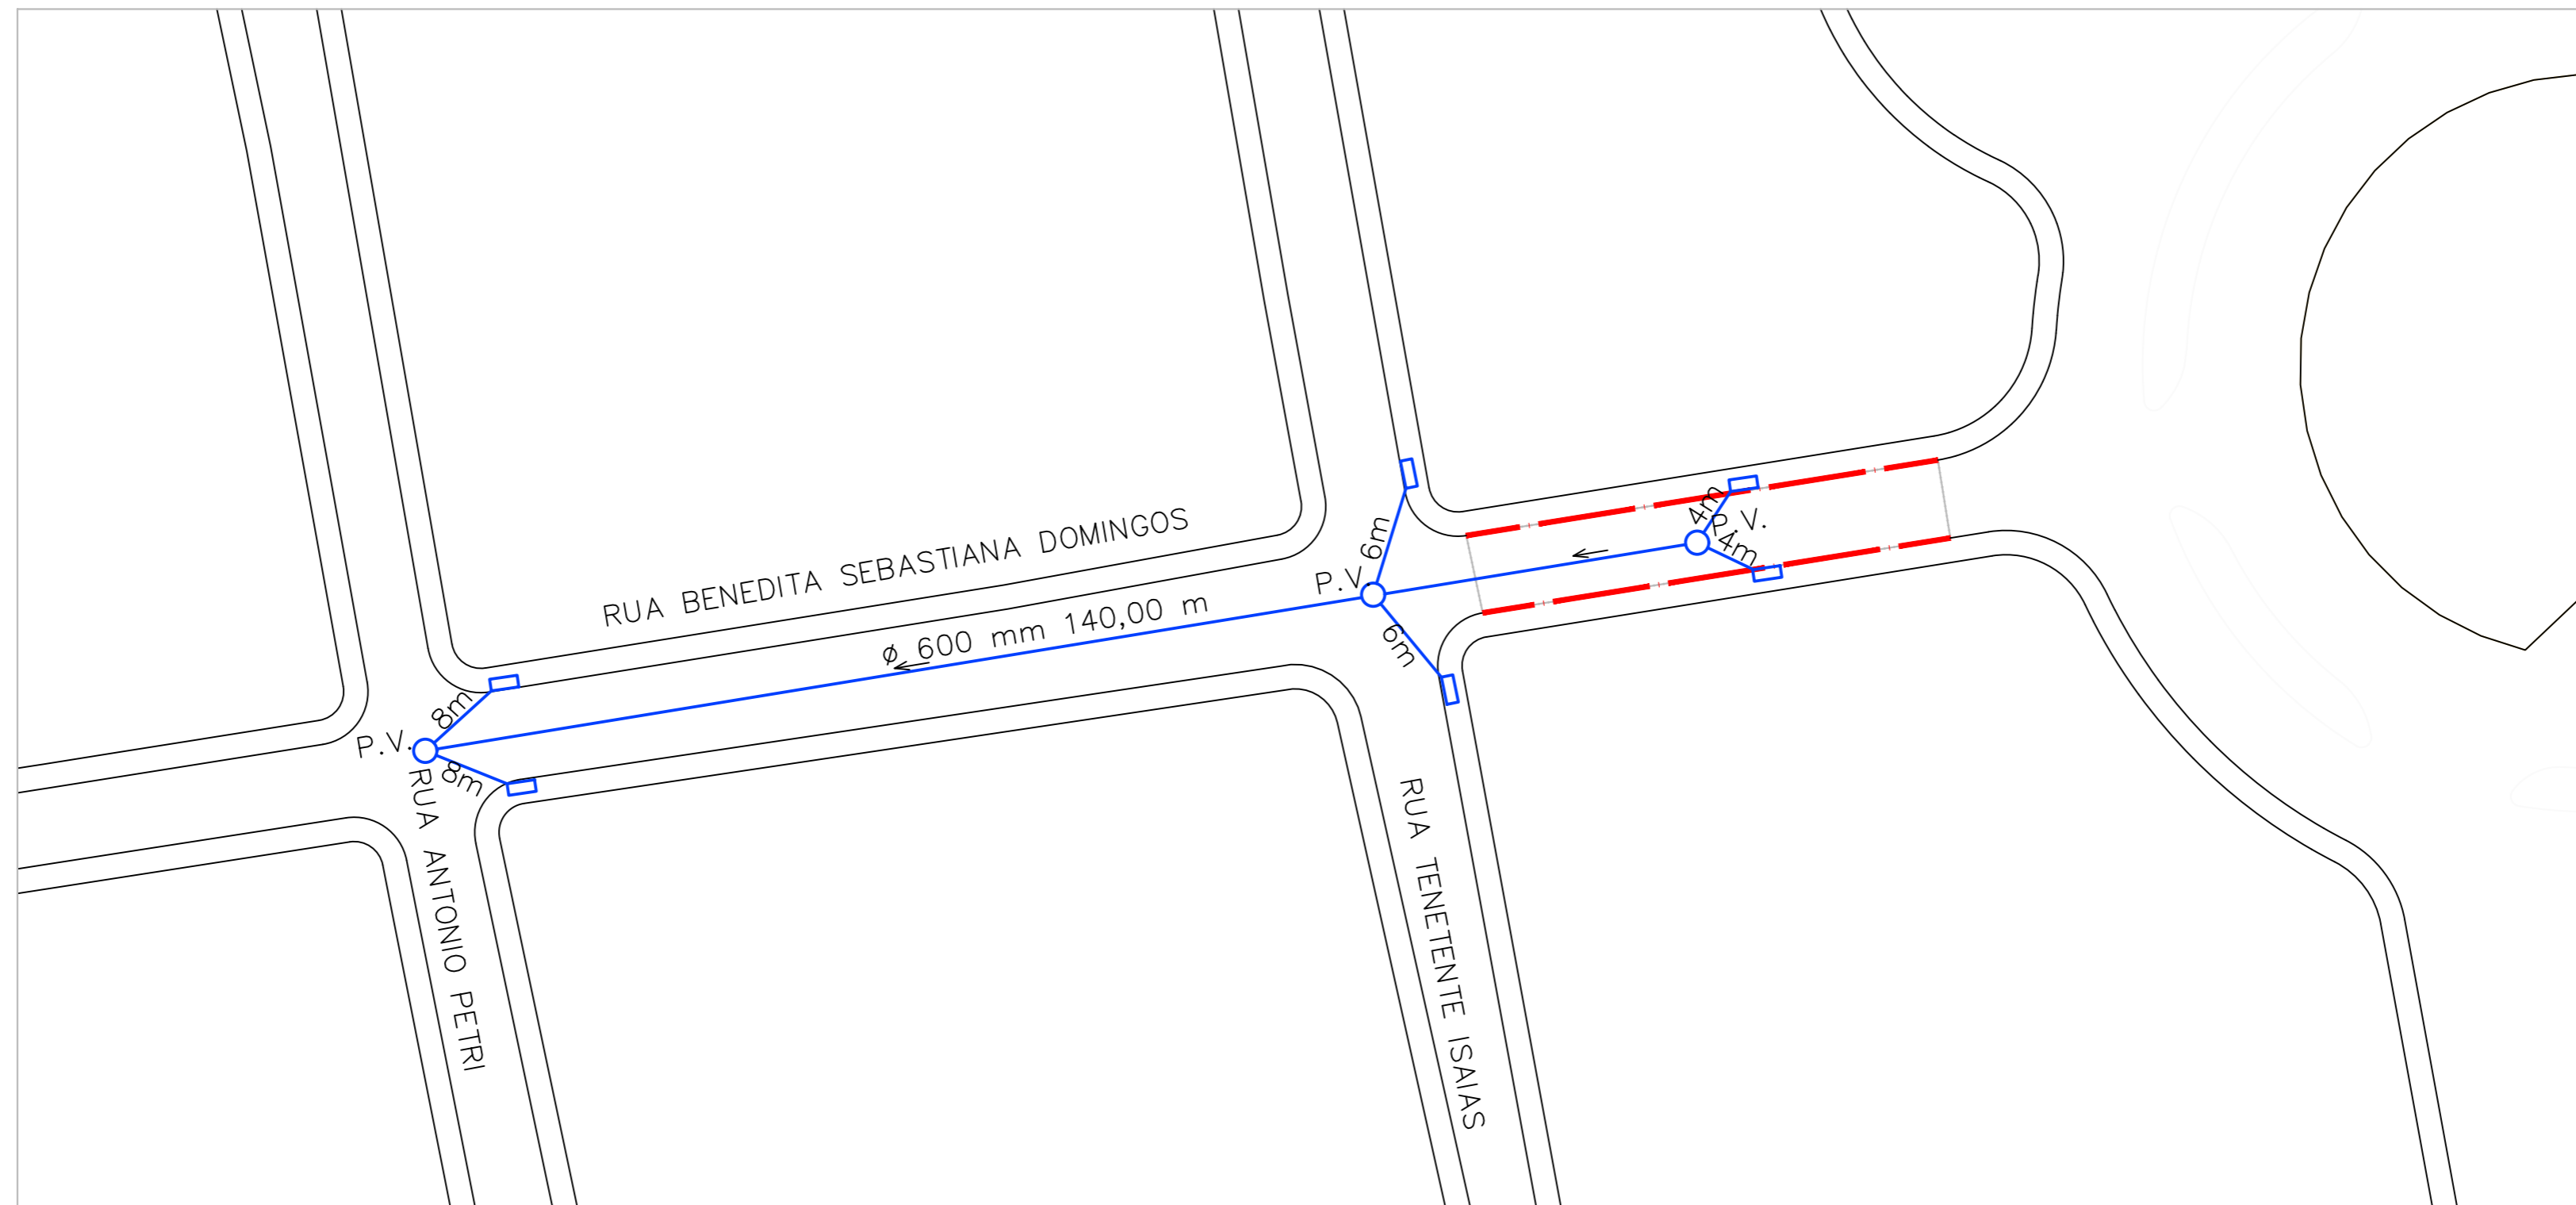 4m
P.V.
4m
6m
P.V.
6m
RUA BENEDITA SEBASTIANA DOMINGOS
ø 600 mm 140,00 m
8m
P.V.
8m
RUA ANTONIO PETRI
RUA TENETENTE ISAIAS